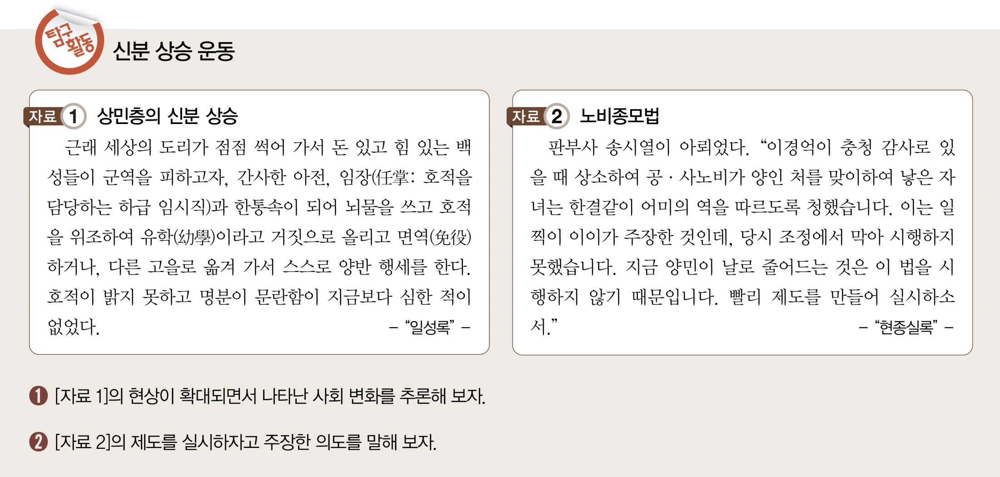 탐구
활동
신분 상승 운동
자료 1 상민층의 신분 상승
근래 세상의 도리가 점점 썩어 가서 돈 있고 힘 있는 백
성들이 군역을 피하고자, 간사한 아전, 임장(任掌: 호적을
담당하는 하급 임시직)과 한통속이 되어 뇌물을 쓰고 호적
을 위조하여 유학(幼學)이라고 거짓으로 올리고 면역(免役)
하거나, 다른 고을로 옮겨 가서 스스로 양반 행세를 한다.
호적이 밝지 못하고 명분이 문란함이 지금보다 심한 적이
없었다. – “일성록” –
자료 2 노비종모법
판부사 송시열이 아뢰었다. “이경억이 충청 감사로 있
을 때 상소하여 공·사노비가 양인 처를 맞이하여 낳은 자
녀는 한결같이 어미의 역을 따르도록 청했습니다. 이는 일
찍이 이이가 주장한 것인데, 당시 조정에서 막아 시행하지
못했습니다. 지금 양민이 날로 줄어드는 것은 이 법을 시
행하지 않기 때문입니다. 빨리 제도를 만들어 실시하소
서.” – “현종실록” –
1 [자료 1]의 현상이 확대되면서 나타난 사회 변화를 추론해 보자.
2 [자료 2]의 제도를 실시하자고 주장한 의도를 말해 보자.